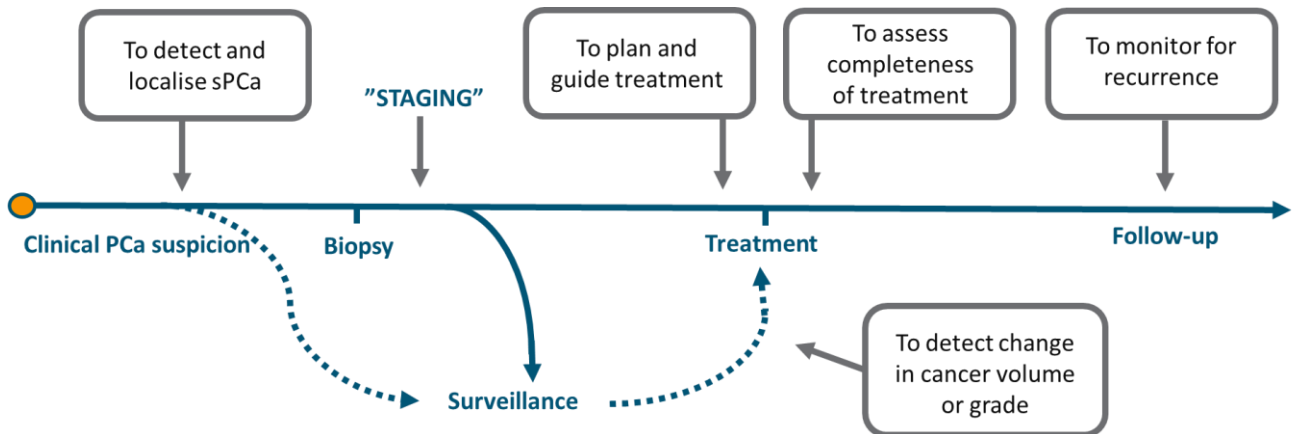 To detect and
localise sPCa
”STAGING”
To plan and
guide treatment
To assess
completeness
of treatment
To monitor for
recurrence
Clinical PCa suspicion
Biopsy
Treatment
Follow-up
Surveillance
To detect change
in cancer volume
or grade